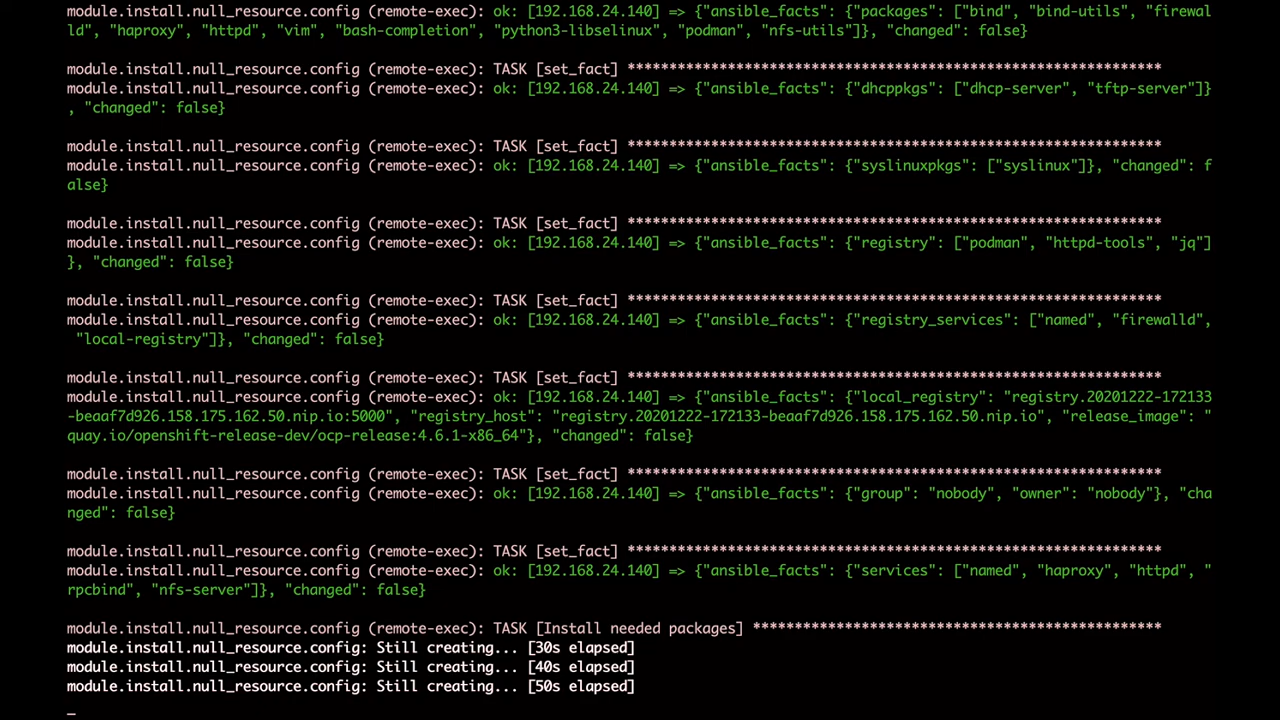 module.install.null_resource.config (remote-exec): ok: [192.168.24.140] => {"ansible_facts": {"packages": ["bind", "bind-utils", "firewal
ld", "haproxy", "httpd", "vim", "bash-completion", "python3-libselinux", "podman", "nfs-utils"]}, "changed": false}
module.install.null_resource.config (remote-exec): TASK [set_fact] ****************************************************************
module.install.null_resource.config (remote-exec): ok: [192.168.24.140] => {"ansible_facts": {"dhcppkgs": ["dhcp-server", "tftp-server"]}
, "changed": false}
module.install.null_resource.config (remote-exec): TASK [set_fact] ****************************************************************
module.install.null_resource.config (remote-exec): ok: [192.168.24.140] => {"ansible_facts": {"syslinuxpkgs": ["syslinux"]}, "changed": f
alse}
module.install.null_resource.config (remote-exec): TASK [set_fact] ****************************************************************
module.install.null_resource.config (remote-exec): ok: [192.168.24.140] => {"ansible_facts": {"registry": ["podman", "httpd-tools", "jq"]
}, "changed": false}
module.install.null_resource.config (remote-exec): TASK [set_fact] ****************************************************************
module.install.null_resource.config (remote-exec): ok: [192.168.24.140] => {"ansible_facts": {"registry_services": ["named", "firewalld",
"local-registry"]}, "changed": false}
module.install.null_resource.config (remote-exec): TASK [set_fact] ****************************************************************
module.install.null_resource.config (remote-exec): ok: [192.168.24.140] => {"ansible_facts": {"local_registry": "registry.20201222-172133
-beaaf7d926.158.175.162.50.nip.io:5000", "registry_host": "registry.20201222-172133-beaaf7d926.158.175.162.50.nip.io", "release_image": "
quay.io/openshift-release-dev/ocp-release:4.6.1-x86_64"}, "changed": false}
module.install.null_resource.config (remote-exec): TASK [set_fact] ****************************************************************
module.install.null_resource.config (remote-exec): ok: [192.168.24.140] => {"ansible_facts": {"group": "nobody", "owner": "nobody"}, "cha
nged": false}
module.install.null_resource.config (remote-exec): TASK [set_fact] ****************************************************************
module.install.null_resource.config (remote-exec): ok: [192.168.24.140] => {"ansible_facts": {"services": ["named", "haproxy", "httpd", "
rpcbind", "nfs-server"]}, "changed": false}
module.install.null_resource.config (remote-exec): TASK [Install needed packages] *************************************************
module.install.null_resource.config: Still creating... [30s elapsed]
module.install.null_resource.config: Still creating... [40s elapsed]
module.install.null_resource.config: Still creating... [50s elapsed]